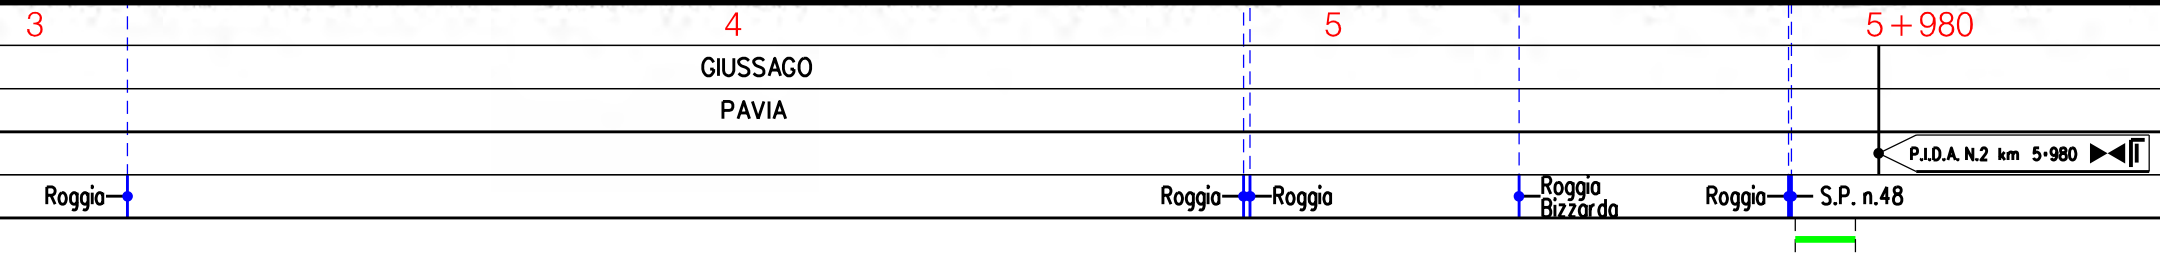 3 4 5 5+980
GIUSSAGO
PAVIA
P.I.D.A. N.2 km 5·980
Roggia Roggia Roggia Roggia Bizzarda Roggia S.P. n.48